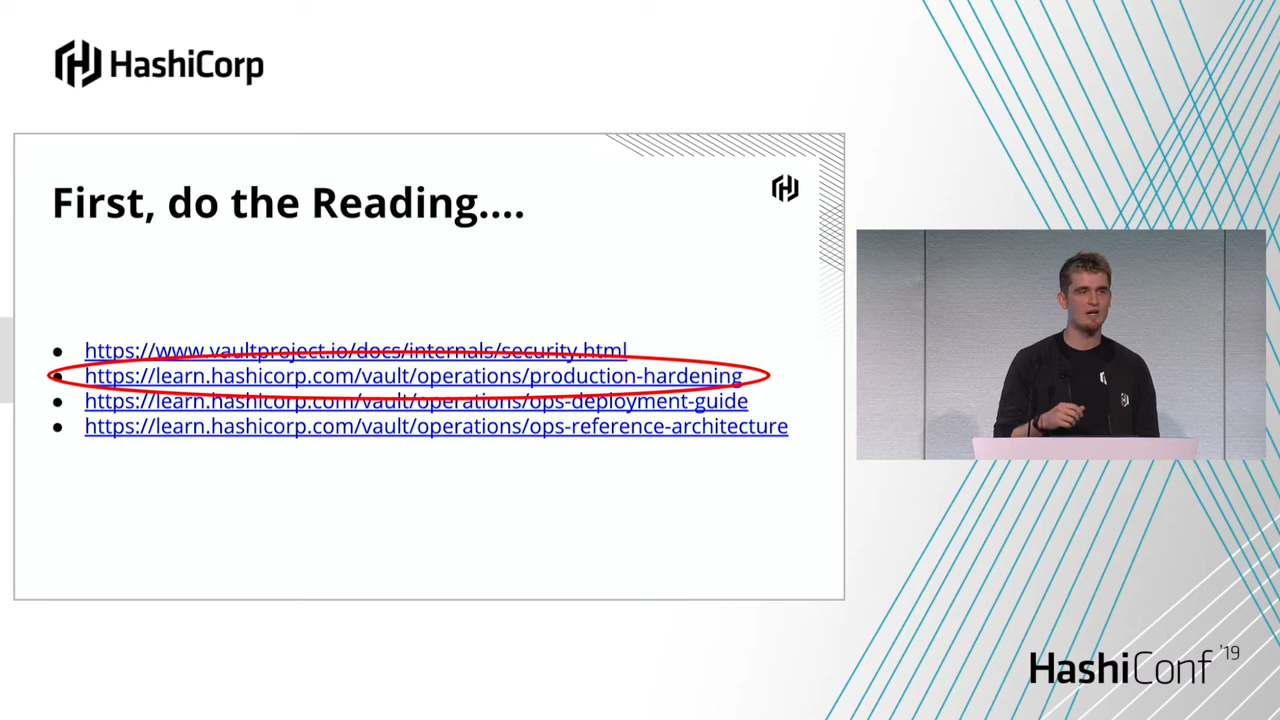 HashiCorp
First, do the Reading....
https://www.vaultproject.io/docs/internals/security.html
https://learn.hashicorp.com/vault/operations/production-hardening
https://learn.hashicorp.com/vault/operations/ops-deployment-guide
https://learn.hashicorp.com/vault/operations/ops-reference-architecture
HashiConf '19